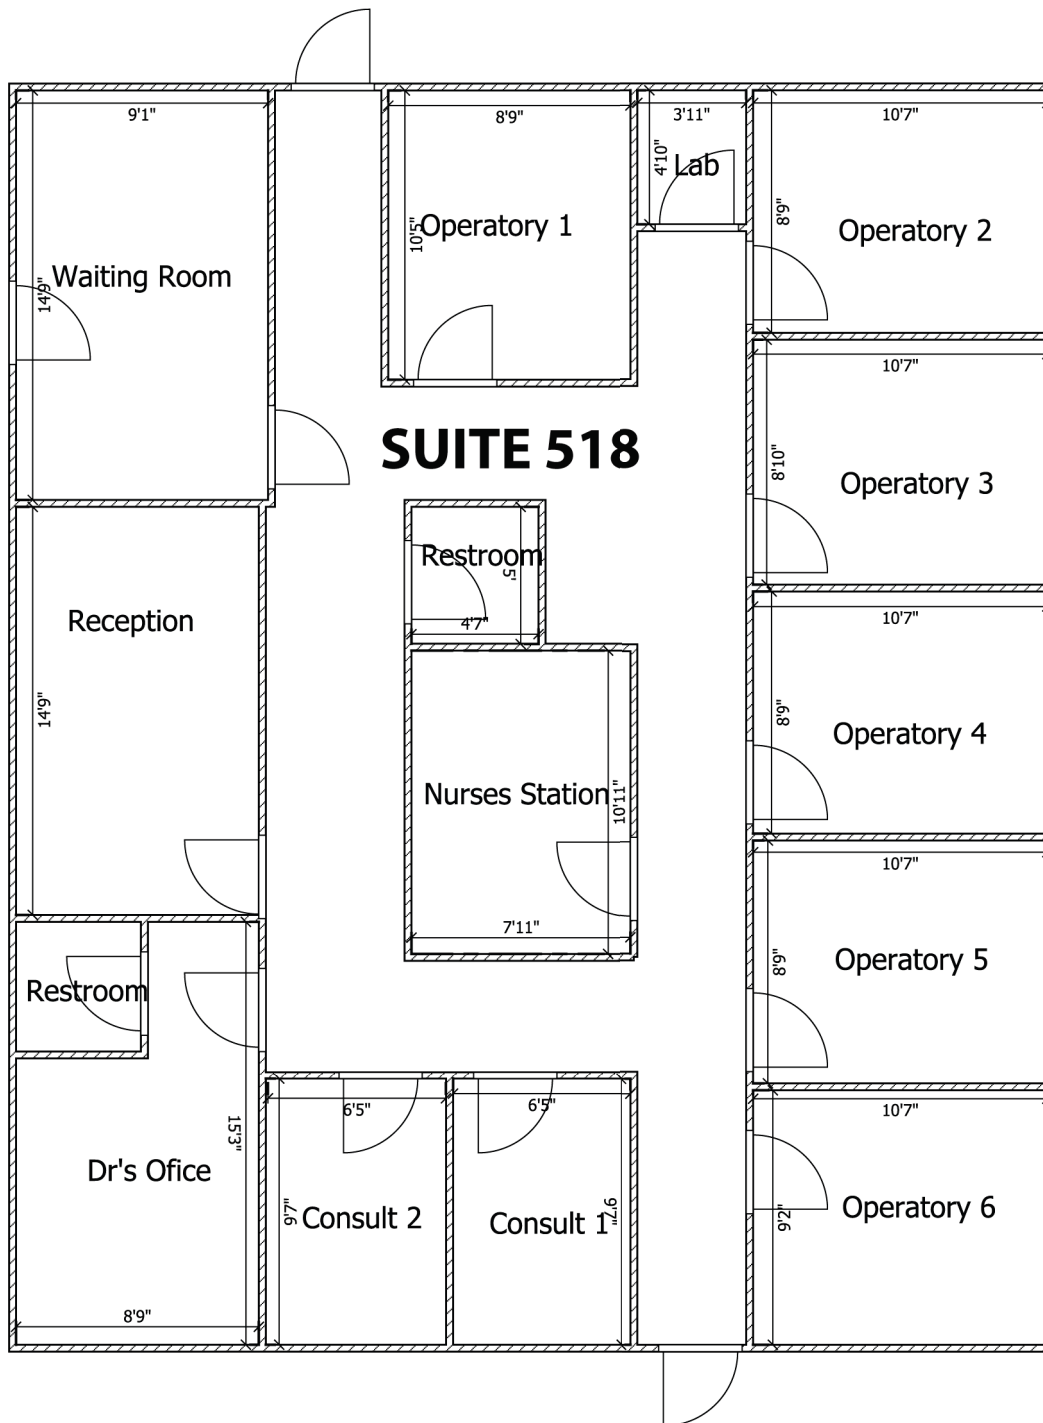 9'1"
8'9"
3'11"
10'7"
4'10"
Lab
8'9"
10'5"
Operatory 1
Operatory 2
Waiting Room
14'9"
10'7"
SUITE 518
8'10"
Operatory 3
Restroom
5'
4'7"
10'7"
Reception
14'9"
8'9"
Operatory 4
Nurses Station
10'11"
10'7"
7'11"
8'9"
Operatory 5
Restroom
6'5"
6'5"
10'7"
15'3"
Dr's Ofice
9'7"
Consult 2
Consult 1
9'7"
9'2"
Operatory 6
8'9"